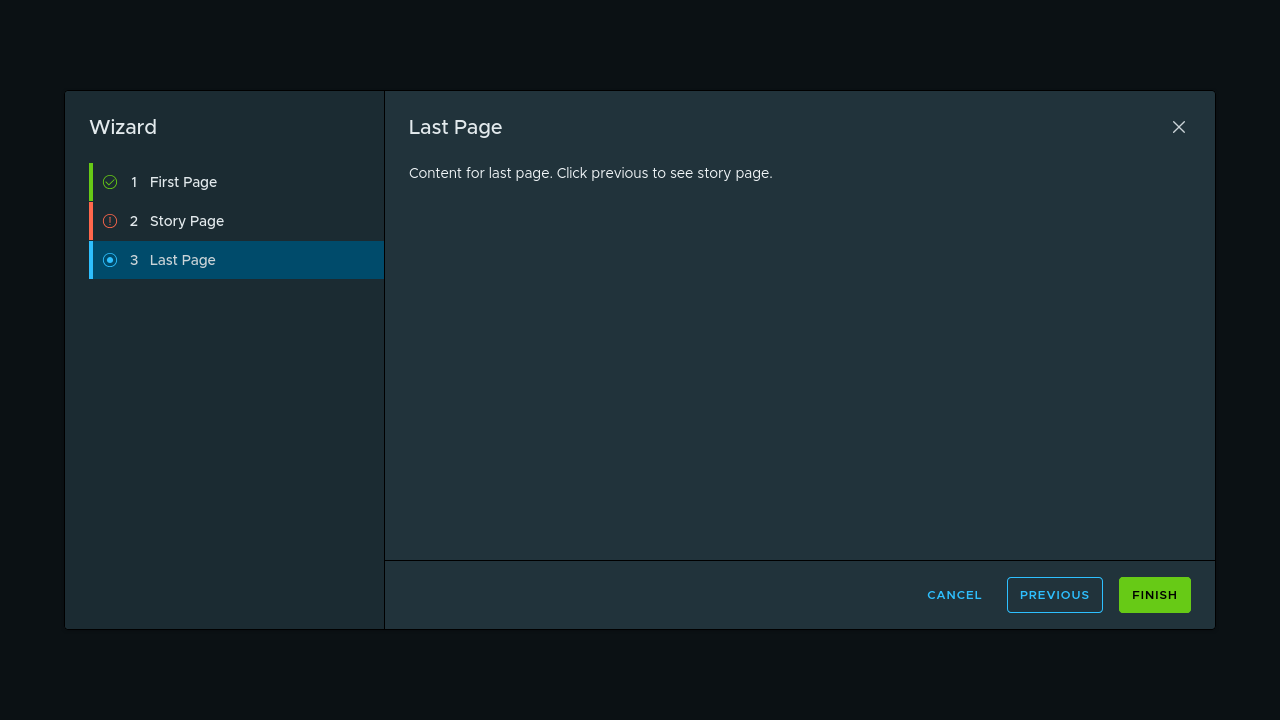 Wizard
1 First Page
2 Story Page
3 Last Page
Last Page
Content for last page. Click previous to see story page.
CANCEL PREVIOUS FINISH